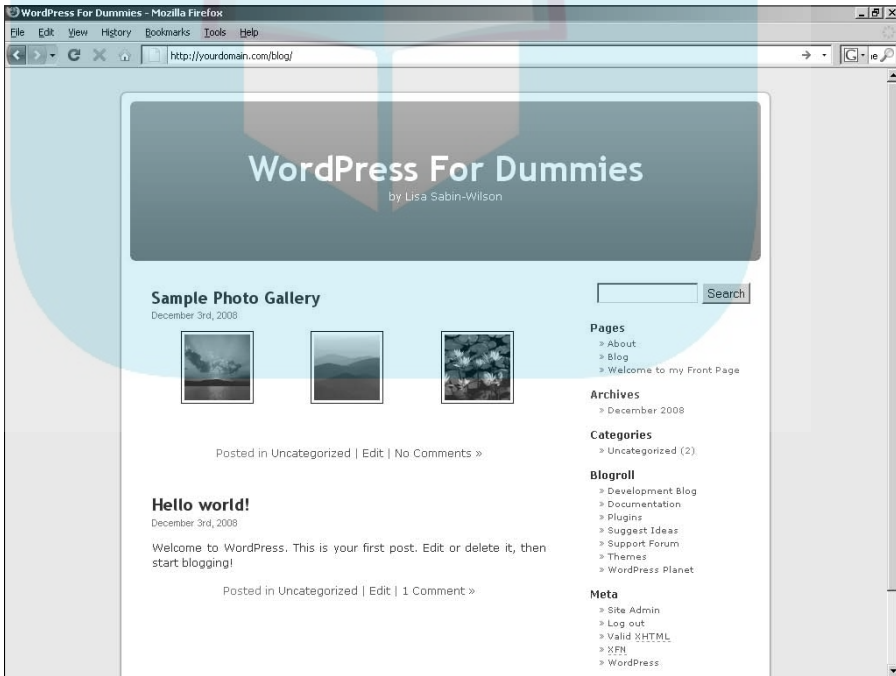 WordPress For Dummies - Mozilla Firefox
File Edit View History Bookmarks Tools Help
http://yourdomain.com/blog/
WordPress For Dummies
by Lisa Sabin-Wilson
Sample Photo Gallery
December 3rd, 2008
Posted in Uncategorized | Edit | No Comments »
Hello world!
December 3rd, 2008
Welcome to WordPress. This is your first post. Edit or delete it, then
start blogging!
Posted in Uncategorized | Edit | 1 Comment »
Search
Pages
» About
» Blog
» Welcome to my Front Page
Archives
» December 2008
Categories
» Uncategorized (2)
Blogroll
» Development Blog
» Documentation
» Plugins
» Suggest Ideas
» Support Forum
» Themes
» WordPress Planet
Meta
» Site Admin
» Log out
» Valid XHTML
» XFN
» WordPress